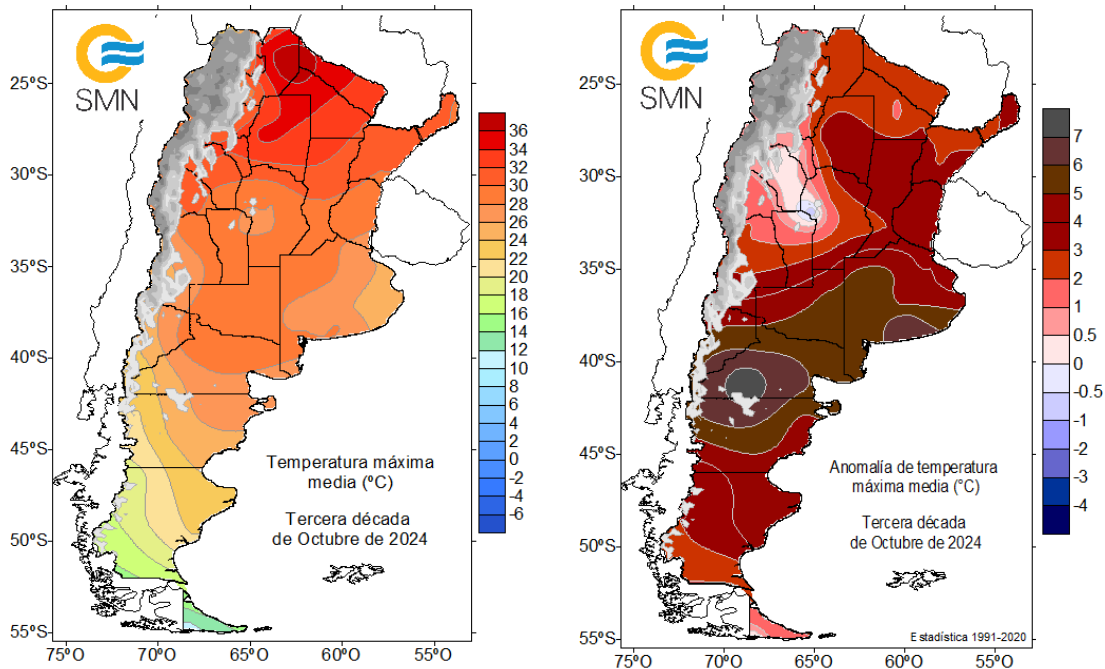 SMN
25°S
30°S
35°S
40°S
45°S
50°S
55°S
75°O
70°O
65°O
60°O
55°O
36
34
32
30
28
26
24
22
20
18
16
14
12
10
8
6
4
2
0
-2
-4
-6
Temperatura máxima
media (ºC)
Tercera década
de Octubre de 2024
SMN
25°S
30°S
35°S
40°S
45°S
50°S
55°S
75°O
70°O
65°O
60°O
55°O
7
6
5
4
3
2
1
0.5
0
-0.5
-1
-2
-3
-4
Anomalía de temperatura
máxima media (°C)
Tercera década
de Octubre de 2024
Estadística 1991-2020